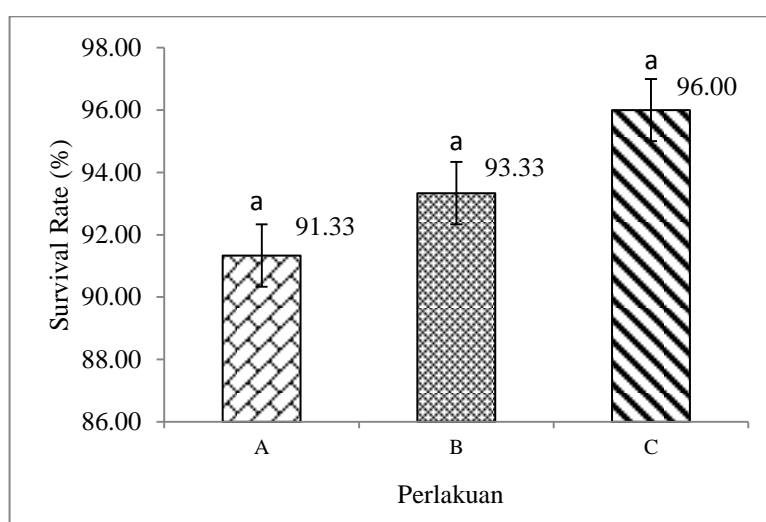 Survival Rate (%)
98.00
96.00
94.00
92.00
90.00
88.00
86.00
a
91.33
a
93.33
a
96.00
A
B
C
Perlakuan